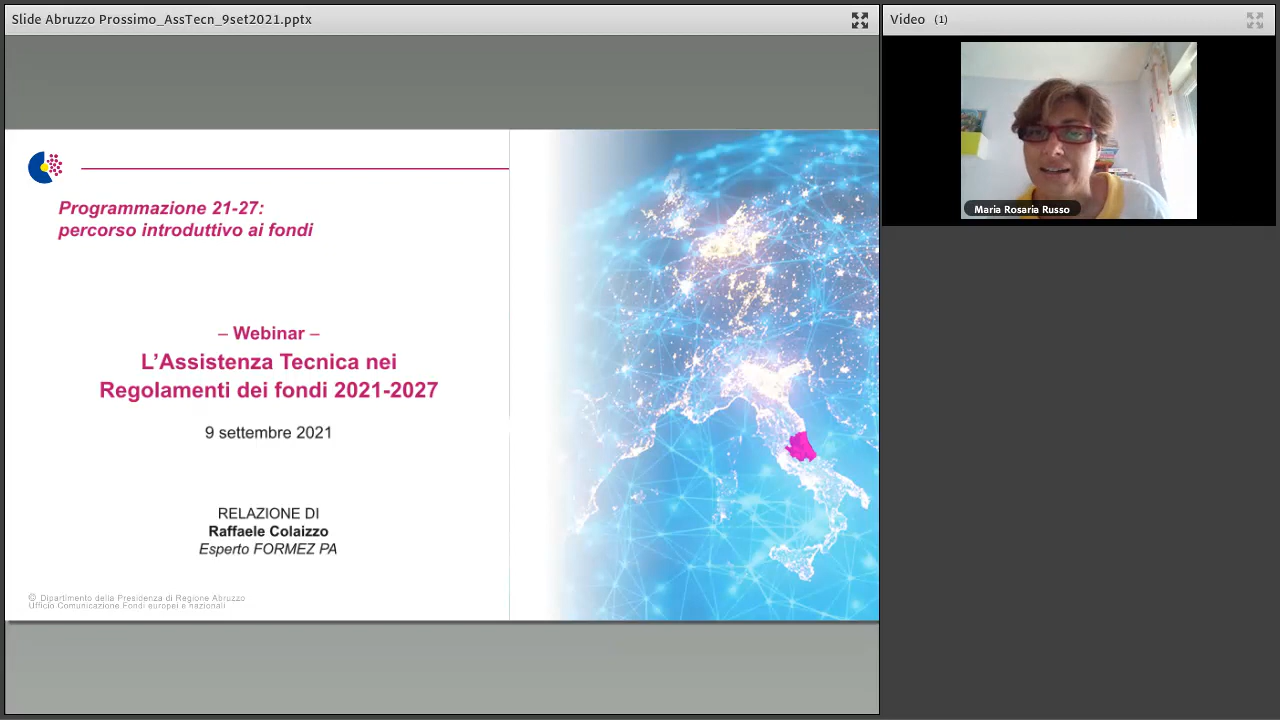 Slide Abruzzo Prossimo_AssTecn_9set2021.pptx
Video (1)
Maria Rosaria Russo
Programmazione 21-27:
percorso introduttivo ai fondi
– Webinar –
L’Assistenza Tecnica nei
Regolamenti dei fondi 2021-2027
9 settembre 2021
RELAZIONE DI
Raffaele Colaizzo
Esperto FORMEZ PA
© Dipartimento della Presidenza di Regione Abruzzo
Ufficio Comunicazione Fondi europei e nazionali